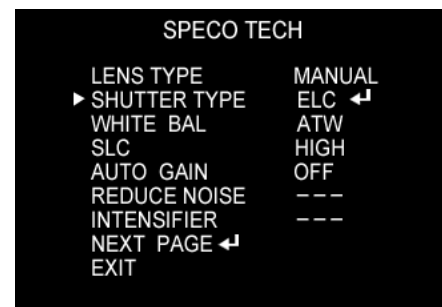 SPECO TECH
LENS TYPE MANUAL
▶ SHUTTER TYPE ELC ↵
WHITE BAL ATW
SLC HIGH
AUTO GAIN OFF
REDUCE NOISE ---
INTENSIFIER ---
NEXT PAGE ↵
EXIT